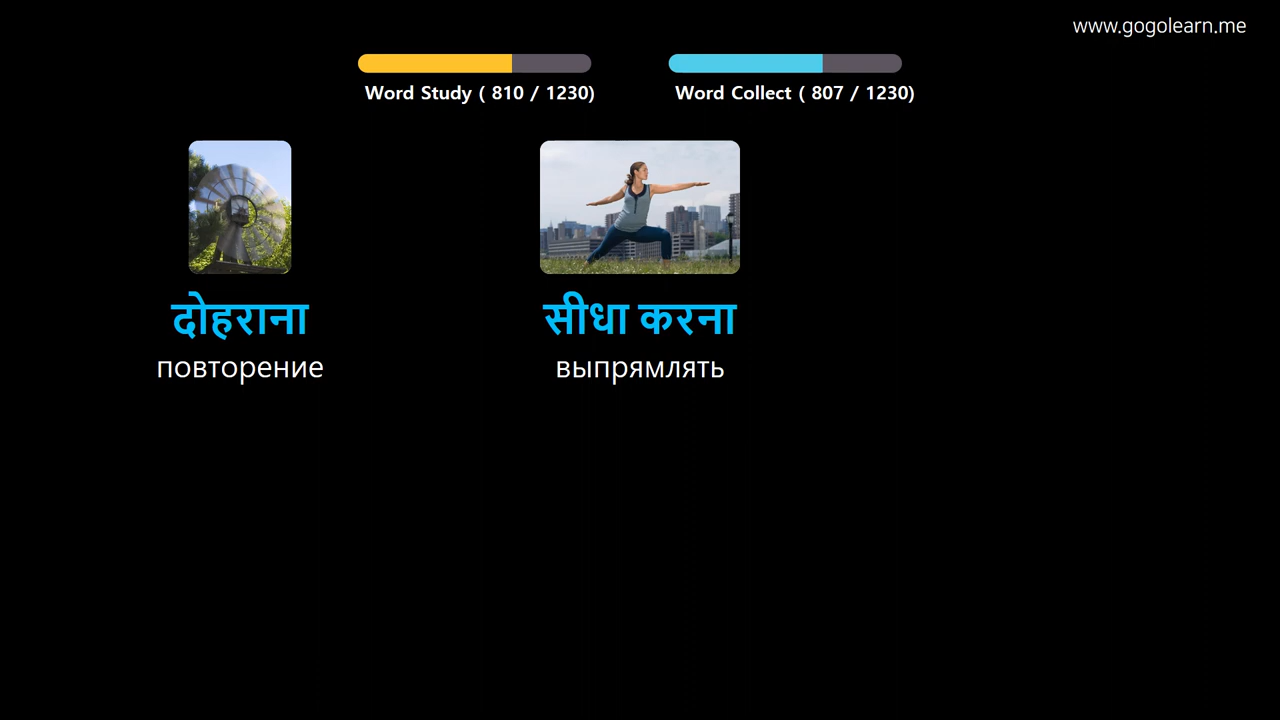 www.gogolearn.me
Word Study ( 810 / 1230)
Word Collect ( 807 / 1230)
दोहराना
повторение
सीधा करना
выпрямлять